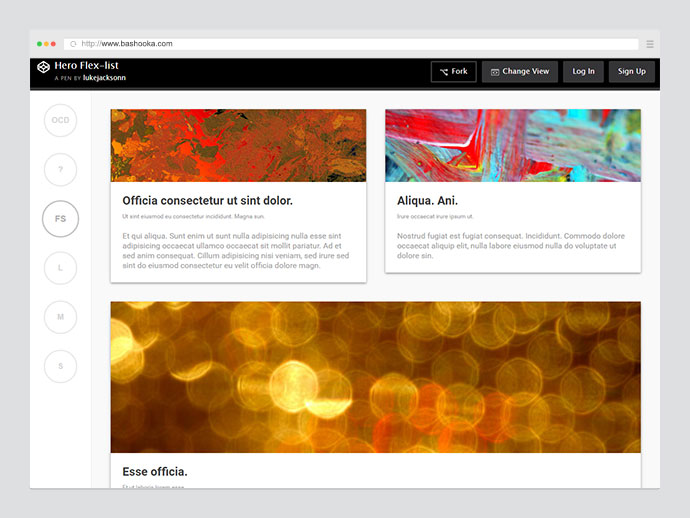 http://www.bashooka.com
Hero Flex-list
A PEN BY lukejacksonn
Fork
Change View
Log In
Sign Up
OCD
?
FS
L
M
S
Officia consectetur ut sint dolor.
Ut sint eiusmod eu consectetur incididunt. Magna sun.
Et qui aliqua. Sunt enim ut sunt nulla adipisicing nulla esse sint
adipisicing occaecat ullamco occaecat sit mollit pariatur. Ad et
sed anim consequat. Cillum adipisicing nisi veniam, sed irure sed
sint do eiusmod consectetur eu velit officia dolore magn.
Aliqua. Ani.
Irure occaecat irure ipsum ut.
Nostrud fugiat est fugiat consequat. Incididunt. Commodo dolore
occaecat aliquip elit, nulla labore eiusmod nulla do voluptate ut
dolore sin.
Esse officia.